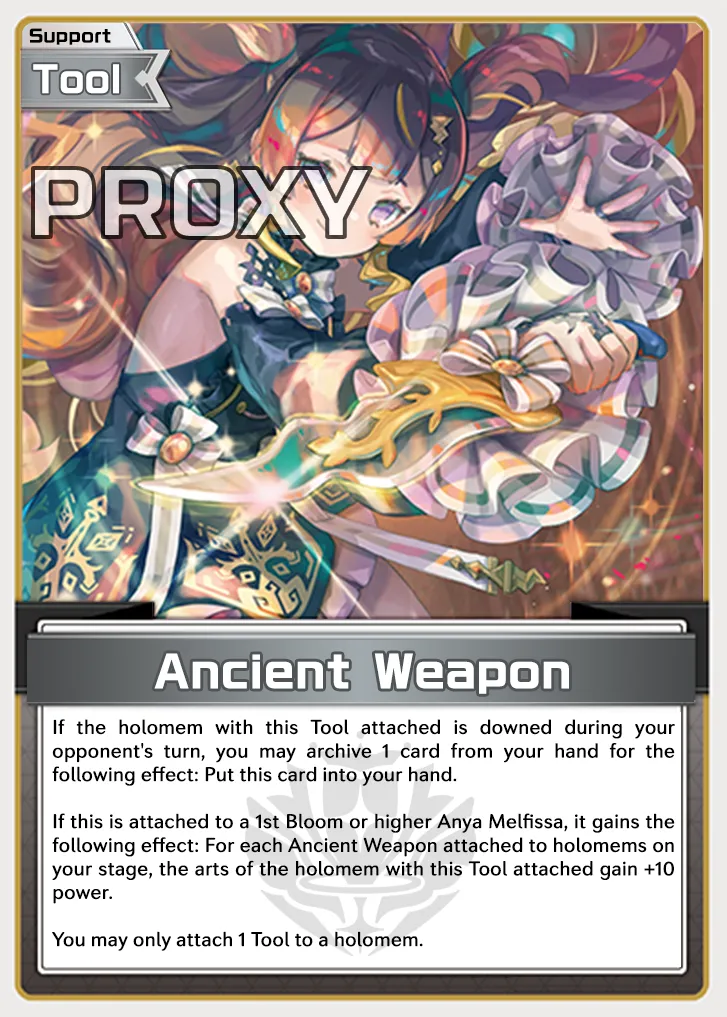 Support
Tool
PROXY
Ancient Weapon
If the holomem with this Tool attached is downed during your
opponent's turn, you may archive 1 card from your hand for the
following effect: Put this card into your hand.
If this is attached to a 1st Bloom or higher Anya Melfissa, it gains the
following effect: For each Ancient Weapon attached to holomems on
your stage, the arts of the holomem with this Tool attached gain +10
power.
You may only attach 1 Tool to a holomem.